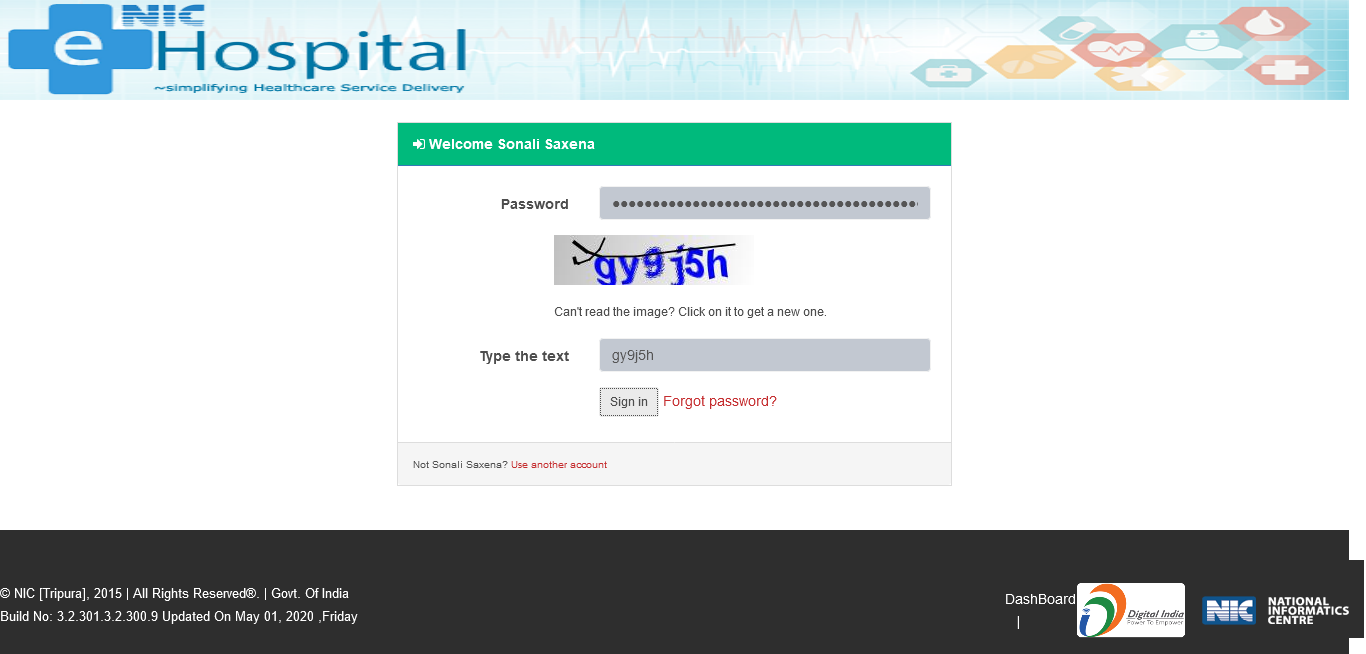 NIC
e Hospital
~simplifying Healthcare Service Delivery
Welcome Sonali Saxena
Password
gy9j5h
Can't read the image? Click on it to get a new one.
Type the text gy9j5h
Sign in Forgot password?
Not Sonali Saxena? Use another account
© NIC [Tripura], 2015 | All Rights Reserved®. | Govt. Of India
Build No: 3.2.301.3.2.300.9 Updated On May 01, 2020 ,Friday
DashBoard
|
Digital India
Power To Empower
NIC
NATIONAL
INFORMATICS
CENTRE